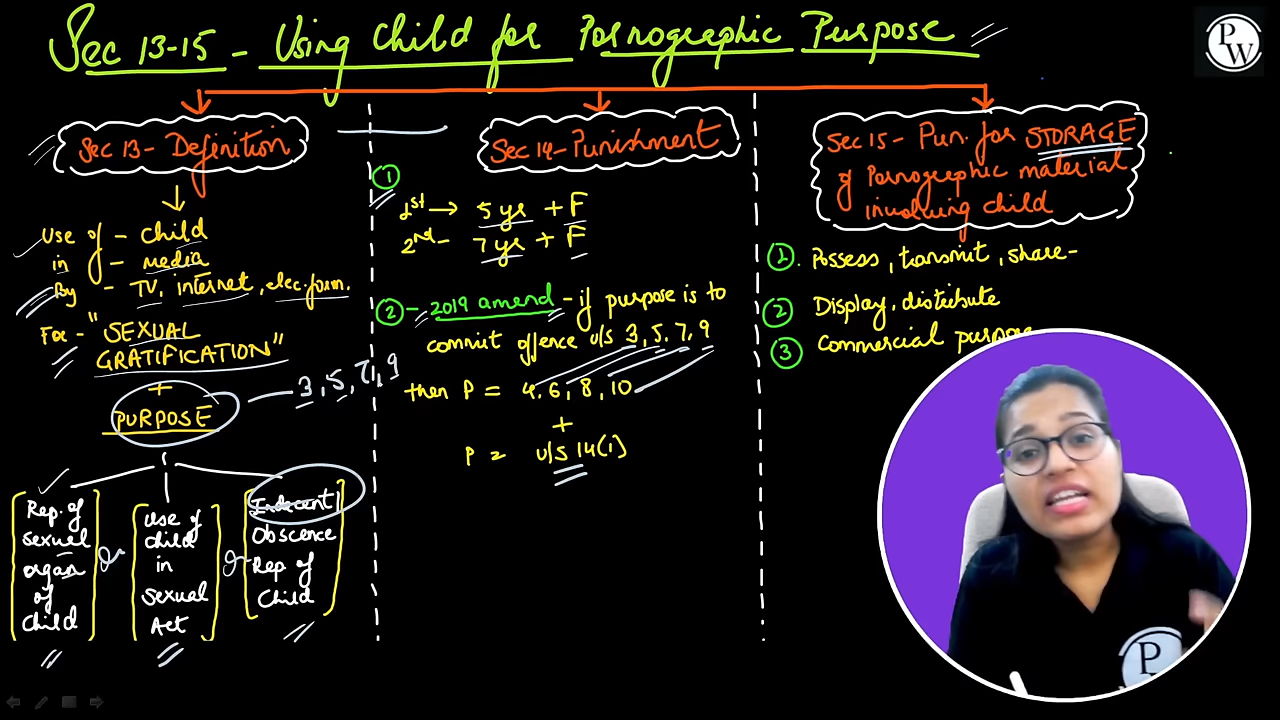 Sec 13-15 - Using Child for Pornographic Purpose
PW
Sec 13 - Definition
Use of - child
in - media
By - TV, internet, elec. form.
For - "SEXUAL
GRATIFICATION"
+
PURPOSE
3, 5, 7, 9
Rep. of
sexual
organ
of
Child
or
Use of
child
in
sexual
Act
or
Indecent/
Obscence
Rep of
Child
Sec 14 - Punishment
1
1st → 5 yr + F
2nd - 7 yr + F
2 - 2019 amend - if purpose is to
commit offence u/s 3, 5, 7, 9
then P = 4, 6, 8, 10
+
P = u/s 14(1)
Sec 15 - Pun. for STORAGE
of Pornographic material
involving child
1. Possess, transmit, share -
2 Display, distribute
3 Commercial purpose
P